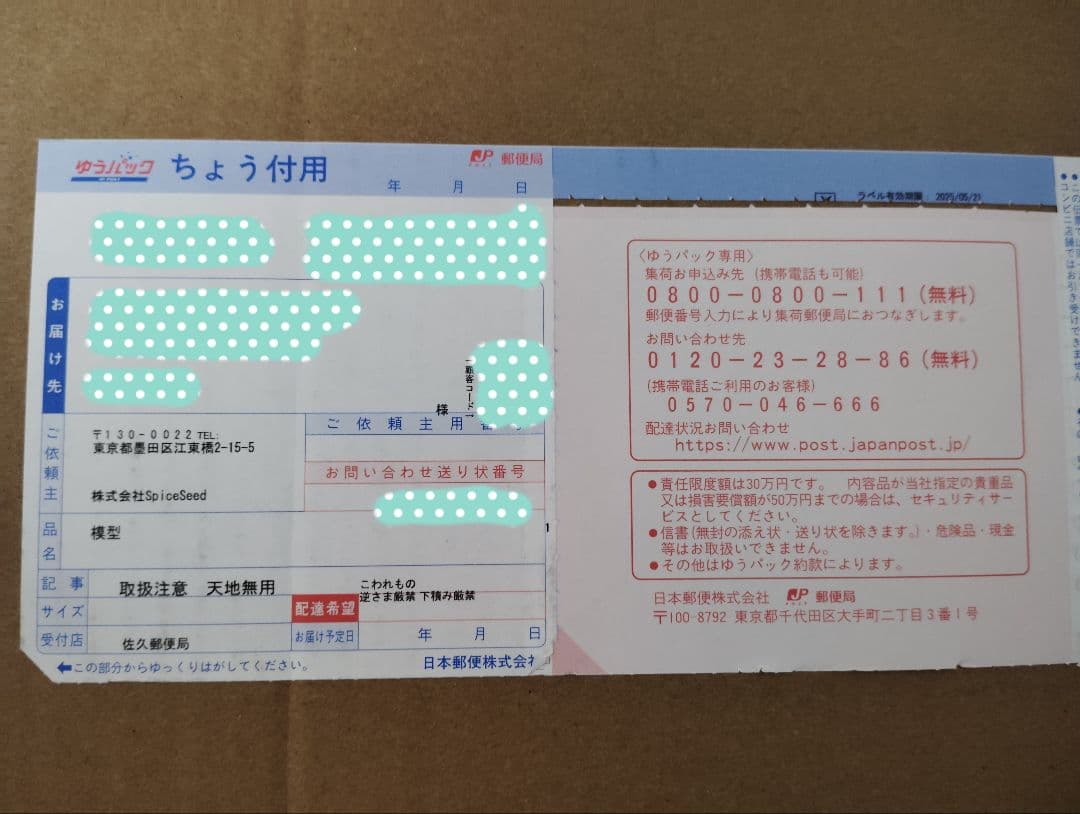 ゆうパック ちょう付用 JP POST 郵便局
年 月 日
お届け先
顧客コード
様
ご依頼主
〒130-0022 TEL:
東京都墨田区江東橋2-15-5
株式会社SpiceSeed
ご依頼主用番号
お問い合わせ送り状番号
品名
模型
記事 取扱注意 天地無用
こわれもの
逆さま厳禁 下積み厳禁
サイズ
配達希望
受付店 佐久郵便局
お届け予定日 年 月 日
この部分からゆっくりはがしてください。
日本郵便株式会社
ラベル有効期限: 2025/05/21
〈ゆうパック専用〉
集荷お申込み先(携帯電話も可能)
0800-0800-111(無料)
郵便番号入力により集荷郵便局におつなぎします。
お問い合わせ先
0120-23-28-86(無料)
(携帯電話ご利用のお客様)
0570-046-666
配達状況お問い合わせ
https://www.post.japanpost.jp/
●責任限度額は30万円です。 内容品が当社指定の貴重品
又は損害要償額が50万円までの場合は、セキュリティサー
ビスとしてください。
●信書(無封の添え状・送り状を除きます。)・危険品・現金
等はお取扱いできません。
●その他はゆうパック約款によります。
日本郵便株式会社 JP POST 郵便局
〒100-8792 東京都千代田区大手町二丁目3番1号